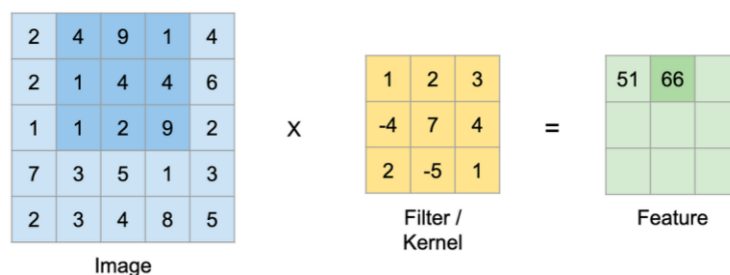 2 4 9 1 4
2 1 4 4 6
1 1 2 9 2
7 3 5 1 3
2 3 4 8 5
Image
X
1 2 3
-4 7 4
2 -5 1
Filter /
Kernel
=
51 66
Feature